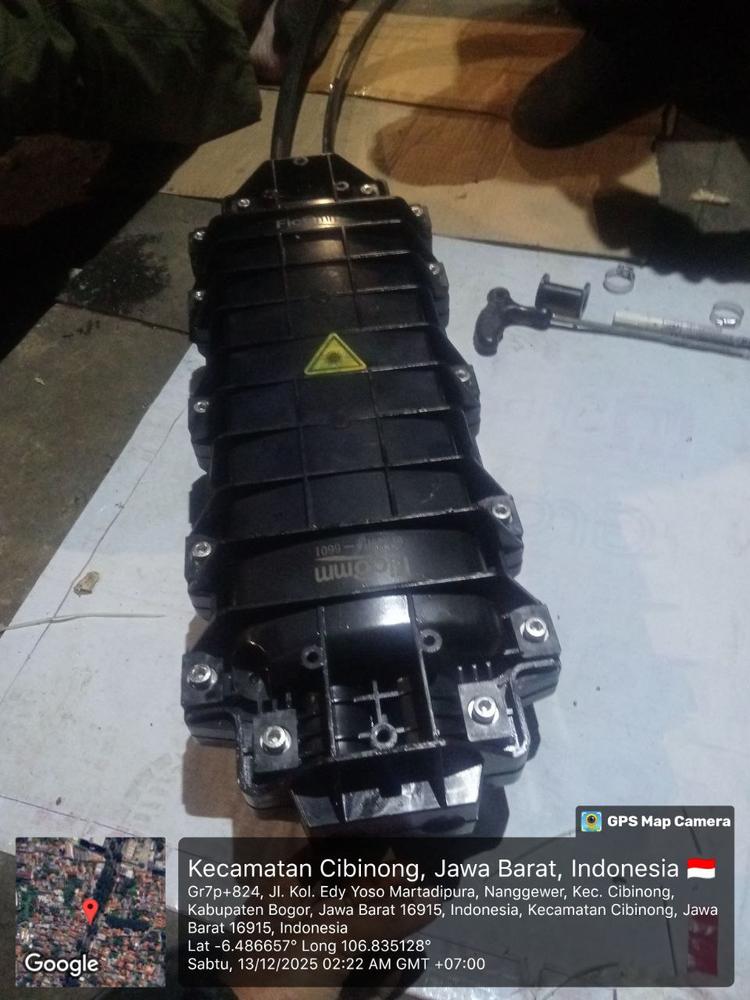 GPS Map Camera
Kecamatan Cibinong, Jawa Barat, Indonesia
Gr7p+824, Jl. Kol. Edy Yoso Martadipura, Nanggewer, Kec. Cibinong,
Kabupaten Bogor, Jawa Barat 16915, Indonesia, Kecamatan Cibinong, Jawa
Barat 16915, Indonesia
Lat -6.486657° Long 106.835128°
Sabtu, 13/12/2025 02:22 AM GMT +07:00
Google